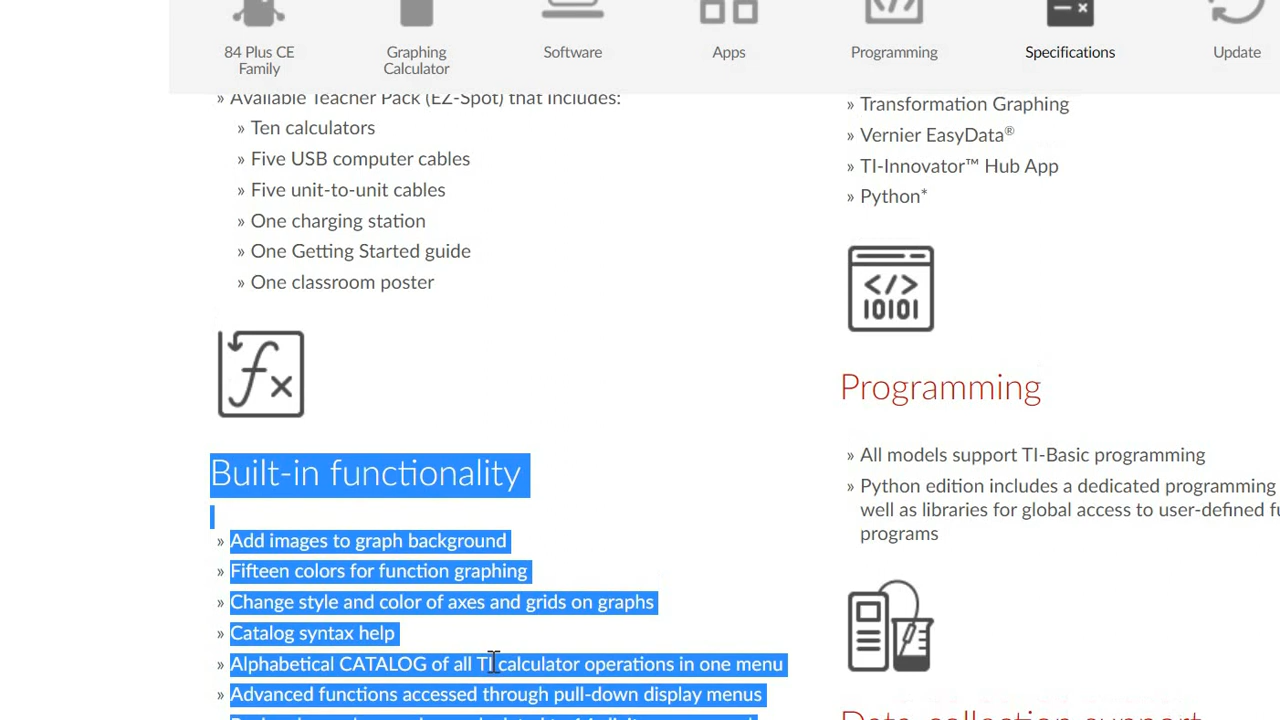 84 Plus CE
Family
Graphing
Calculator
Software
Apps
Programming
Specifications
Update
» Available Teacher Pack (EZ-Spot) that Includes:
» Ten calculators
» Five USB computer cables
» Five unit-to-unit cables
» One charging station
» One Getting Started guide
» One classroom poster
fx
Built-in functionality
» Add images to graph background
» Fifteen colors for function graphing
» Change style and color of axes and grids on graphs
» Catalog syntax help
» Alphabetical CATALOG of all TI calculator operations in one menu
» Advanced functions accessed through pull-down display menus
» Transformation Graphing
» Vernier EasyData®
» TI-Innovator™ Hub App
» Python*
</>
10101
Programming
» All models support TI-Basic programming
» Python edition includes a dedicated programming
well as libraries for global access to user-defined fu
programs
Data collection support